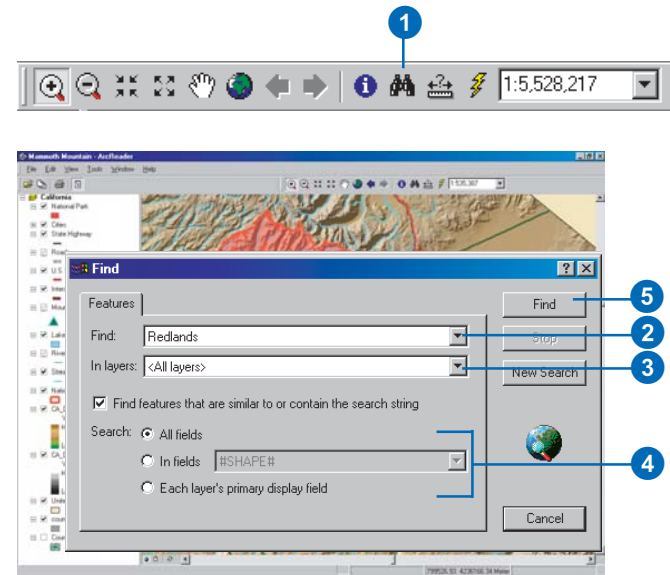 1
1:5,528,217
Mammoth Mountain - ArcReader
File Edit View Tools Window Help
California
National Park
Cities
State Highway
Find
Features
Find: Redlands
In layers: <All layers>
Find features that are similar to or contain the search string
Search: All fields
In fields #SHAPE#
Each layer's primary display field
Find
Stop
New Search
Cancel
5
2
3
4